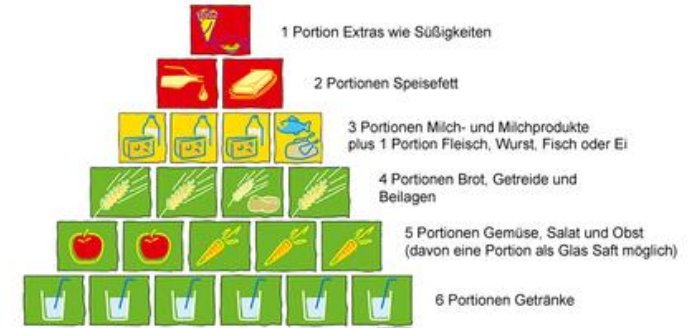 1 Portion Extras wie Süßigkeiten
2 Portionen Speisefett
3 Portionen Milch- und Milchprodukte
plus 1 Portion Fleisch, Wurst, Fisch oder Ei
4 Portionen Brot, Getreide und
Beilagen
5 Portionen Gemüse, Salat und Obst
(davon eine Portion als Glas Saft möglich)
6 Portionen Getränke